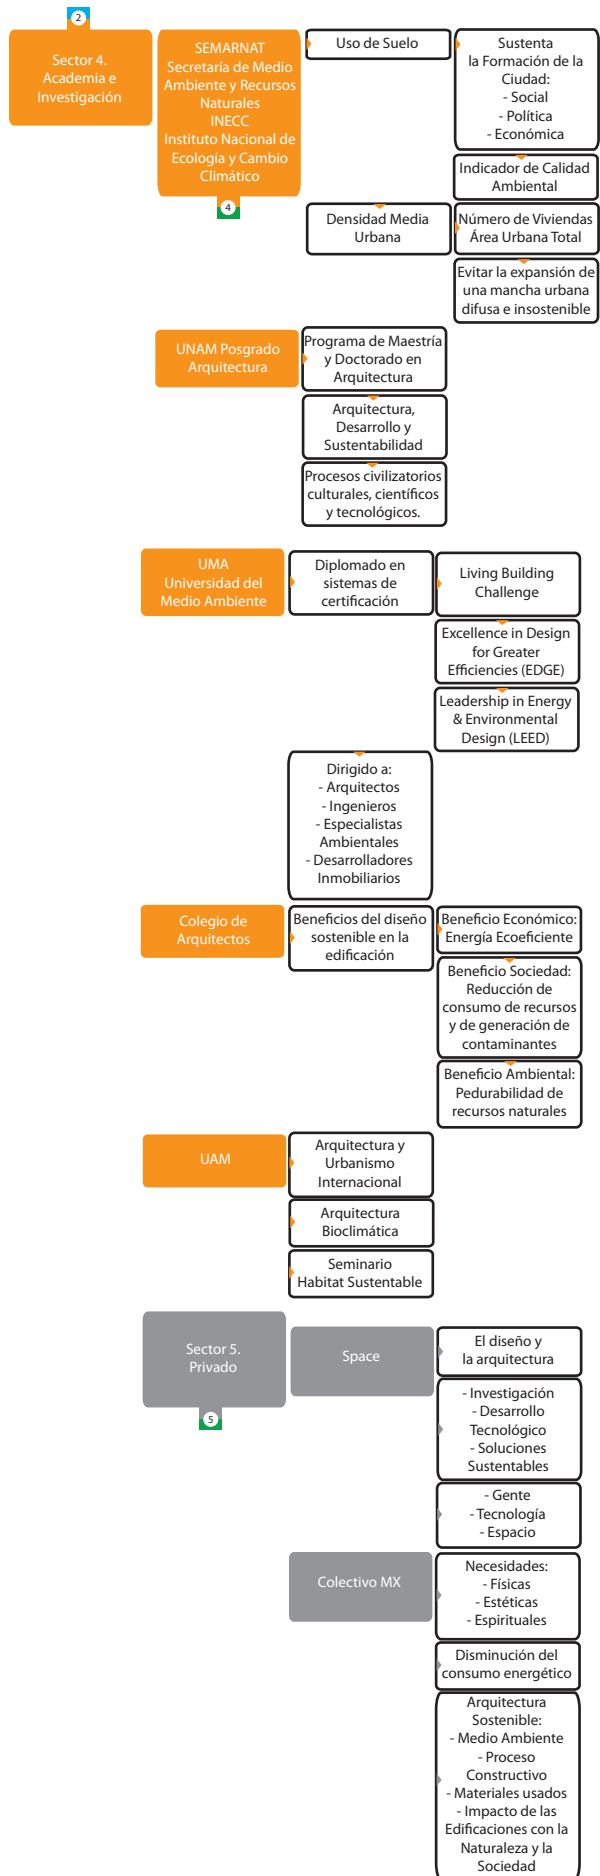 2
Sector 4.
Academia e
Investigación
SEMARNAT
Secretaría de Medio
Ambiente y Recursos
Naturales
INECC
Instituto Nacional de
Ecología y Cambio
Climático
4
Uso de Suelo
Sustenta
la Formación de la
Ciudad:
- Social
- Política
- Económica
Indicador de Calidad
Ambiental
Densidad Media
Urbana
Número de Viviendas
Área Urbana Total
Evitar la expansión de
una mancha urbana
difusa e insostenible
UNAM Posgrado
Arquitectura
Programa de Maestría
y Doctorado en
Arquitectura
Arquitectura,
Desarrollo y
Sustentabilidad
Procesos civilizatorios
culturales, científicos
y tecnológicos.
UMA
Universidad del
Medio Ambiente
Diplomado en
sistemas de
certificación
Living Building
Challenge
Excellence in Design
for Greater
Efficiencies (EDGE)
Leadership in Energy
& Environmental
Design (LEED)
Dirigido a:
- Arquitectos
- Ingenieros
- Especialistas
Ambientales
- Desarrolladores
Inmobiliarios
Colegio de
Arquitectos
Beneficios del diseño
sostenible en la
edificación
Beneficio Económico:
Energía Ecoeficiente
Beneficio Sociedad:
Reducción de
consumo de recursos
y de generación de
contaminantes
Beneficio Ambiental:
Pedurabilidad de
recursos naturales
UAM
Arquitectura y
Urbanismo
Internacional
Arquitectura
Bioclimática
Seminario
Habitat Sustentable
Sector 5.
Privado
5
Space
El diseño y
la arquitectura
- Investigación
- Desarrollo
Tecnológico
- Soluciones
Sustentables
- Gente
- Tecnología
- Espacio
Colectivo MX
Necesidades:
- Físicas
- Estéticas
- Espirituales
Disminución del
consumo energético
Arquitectura
Sostenible:
- Medio Ambiente
- Proceso
Constructivo
- Materiales usados
- Impacto de las
Edificaciones con la
Naturaleza y la
Sociedad